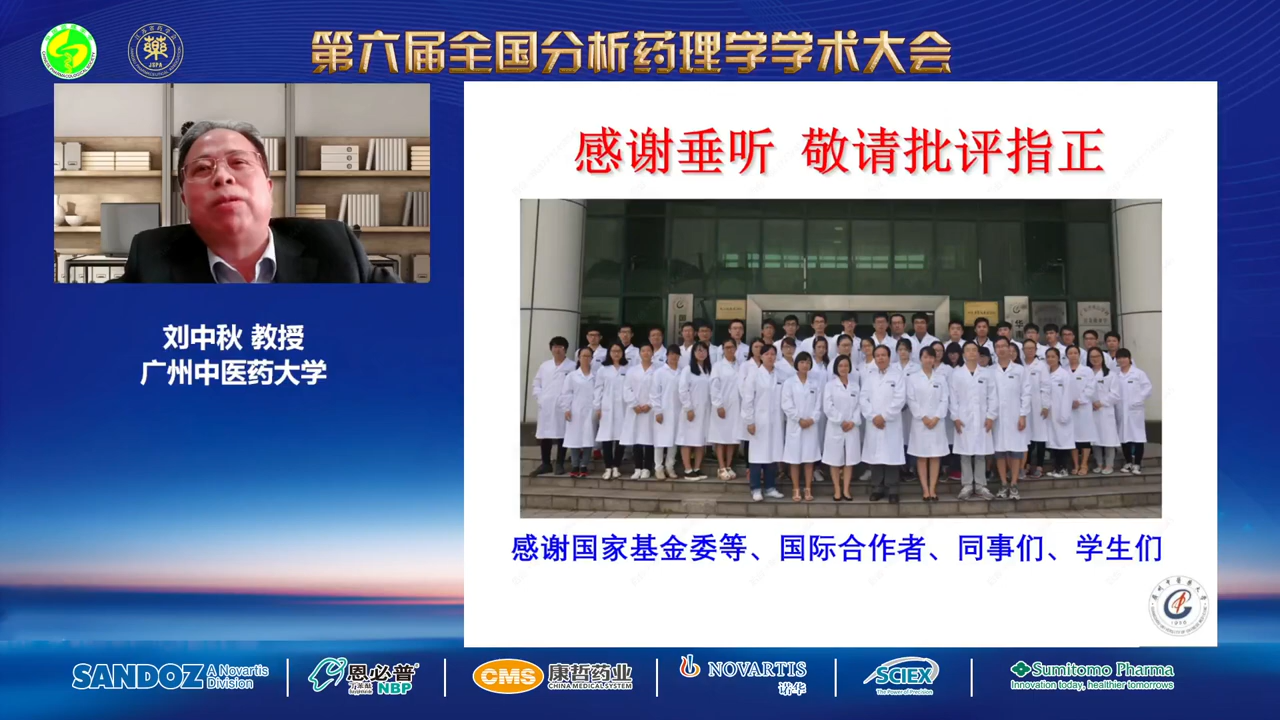 第六届全国分析药理学学术大会
感谢垂听 敬请批评指正
刘中秋 教授
广州中医药大学
感谢国家基金委等、国际合作者、同事们、学生们
SANDOZ A Novartis Division
恩必普 NBP
CMS 康哲药业 CHINA MEDICAL SYSTEM
NOVARTIS 诺华
SCIEX The Power of Precision
Sumitomo Pharma
Innovation today, healthier tomorrows